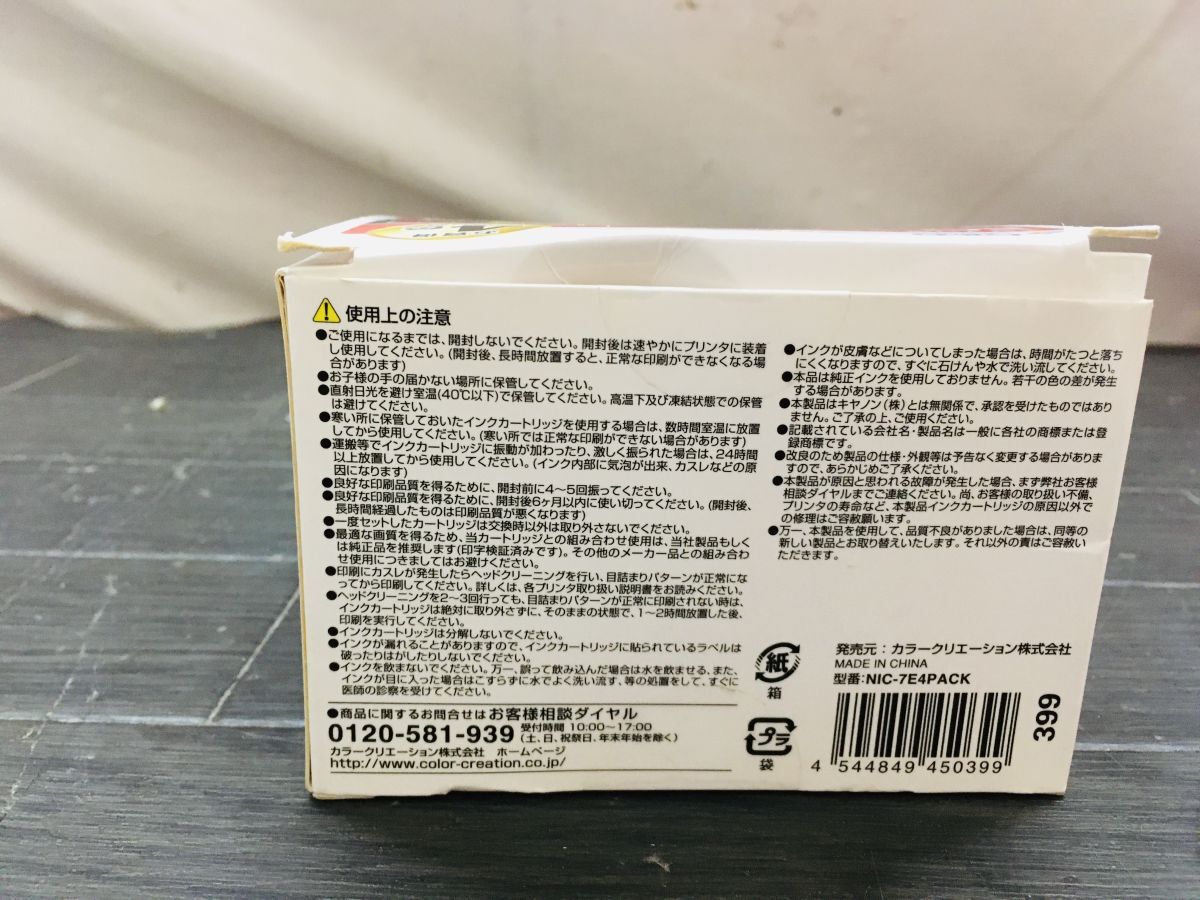 使用上の注意
●ご使用になるまでは、開封しないでください。開封後は速やかにプリンタに装着
し使用してください。(開封後、長時間放置すると、正常な印刷ができなくなる場
合があります)
●お子様の手の届かない場所に保管してください。
●直射日光を避け室温(40℃以下)で保管してください。高温下及び凍結状態での保管
は避けてください。
●寒い所に保管しておいたインクカートリッジを使用する場合は、数時間室温に放置
してから使用してください。(寒い所では正常な印刷ができない場合があります)
●運搬等でインクカートリッジに振動が加わったり、激しく振られた場合は、24時間
以上放置してから使用してください。(インク内部に気泡が出来、カスレなどの原
因になります)
●良好な印刷品質を得るために、開封前に4〜5回振ってください。
●良好な印刷品質を得るために、開封後6ヶ月以内に使い切ってください。(開封後、
長時間経過したものは印刷品質が悪くなります)
●一度セットしたカートリッジは交換時以外は取り外さないでください。
●最適な画質を得るため、当カートリッジとの組み合わせ使用は、当社製品もしく
は純正品を推奨します(印字検証済みです)。その他のメーカー品との組み合わ
せ使用につきましてはお避けください。
●印刷にカスレが発生したらヘッドクリーニングを行い、目詰まりパターンが正常にな
ってから印刷してください。詳しくは、各プリンタ取り扱い説明書をお読みください。
●ヘッドクリーニングを2〜3回行っても、目詰まりパターンが正常に印刷されない時は、
インクカートリッジは絶対に取り外さずに、そのままの状態で、1〜2時間放置した後、
印刷を実行してください。
●インクカートリッジは分解しないでください。
●インクが漏れることがありますので、インクカートリッジに貼られているラベルは
破ったりはがしたりしないでください。
●インクを飲まないでください。万一、誤って飲み込んだ場合は水を飲ませる、また、
インクが目に入った場合はこすらずに水でよく洗い流す、等の処置をして、すぐに
医師の診察を受けてください。
●商品に関するお問合せは お客様相談ダイヤル
0120-581-939 受付時間 10:00〜17:00
(土、日、祝祭日、年末年始を除く)
カラークリエーション株式会社 ホームページ
http://www.color-creation.co.jp/
●インクが皮膚などについてしまった場合は、時間がたつと落ち
にくくなりますので、すぐに石けんや水で洗い流してください。
●本品は純正インクを使用しておりません。若干の色の差が発生
する場合があります。
●本製品はキヤノン(株)とは無関係で、承認を受けたものではあり
ません。ご了承の上、ご使用ください。
●記載されている会社名・製品名は一般に各社の商標または登
録商標です。
●改良のため製品の仕様・外観等は予告なく変更する場合がありま
すので、あらかじめご了承ください。
●本製品が原因と思われる故障が発生した場合、まず弊社お客様
相談ダイヤルまでご連絡ください。尚、お客様の取り扱い不備、
プリンタの寿命など、本製品インクカートリッジの原因以外で
の修理はご容赦願います。
●万一、本製品を使用して、品質不良がありました場合は、同等の
新しい製品とお取り替えいたします。それ以外の責はご容赦い
ただきます。
紙
箱
プラ
袋
発売元:カラークリエーション株式会社
MADE IN CHINA
型番:NIC-7E4PACK
4 544849 450399
399